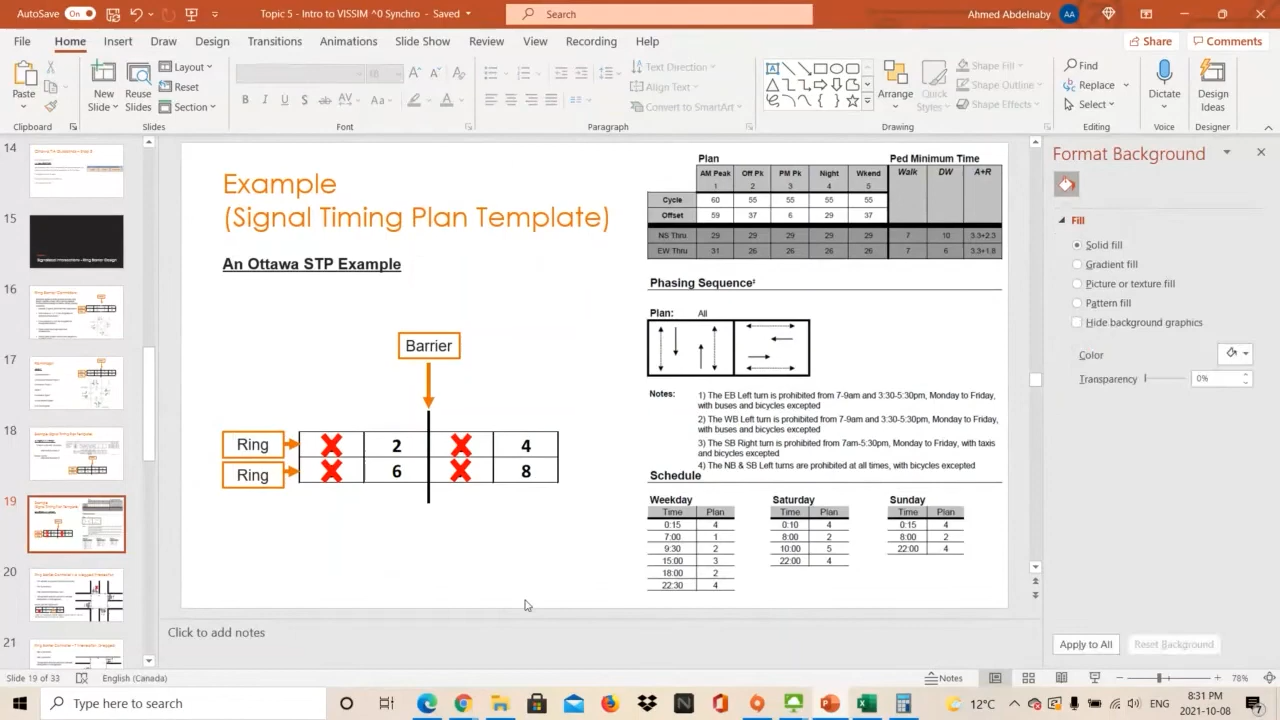 Topic 5 - STP to VISSIM ^0 Synchro - Saved
AutoSave
On
Search
Ahmed Abdelnaby
AA
File
Home
Insert
Draw
Design
Transitions
Animations
Slide Show
Review
View
Recording
Help
Share
Comments
Paste
New
Slide
Reuse
Slides
Layout
Reset
Section
B
I
U
S
ab
AV
Aa
A
Text Direction
Align Text
Convert to SmartArt
Arrange
Quick
Styles
Shape Fill
Shape Outline
Shape Effects
Find
Replace
Select
Dictate
Design
Ideas
Clipboard
Slides
Font
Paragraph
Drawing
Editing
Voice
Designer
14
15
16
17
18
19
20
21
Example
(Signal Timing Plan Template)
An Ottawa STP Example
Barrier
Ring
2
4
Ring
6
8
Plan
Ped Minimum Time
AM Peak Off Pk PM Pk Night Wkend Walk DW A+R
1 2 3 4 5
Cycle 60 55 55 55 55
Offset 59 37 6 29 37
NS Thru 29 29 29 29 29 7 10 3.3+2.3
EW Thru 31 26 26 26 26 7 6 3.3+1.8
Phasing Sequence‡
Plan: All
Notes: 1) The EB Left turn is prohibited from 7-9am and 3:30-5:30pm, Monday to Friday,
with buses and bicycles excepted
2) The WB Left turn is prohibited from 7-9am and 3:30-5:30pm, Monday to Friday,
with buses and bicycles excepted
3) The SB Right turn is prohibited from 7am-5:30pm, Monday to Friday, with taxis
and bicycles excepted
4) The NB & SB Left turns are prohibited at all times, with bicycles excepted
Schedule
Weekday
Time Plan
0:15 4
7:00 1
9:30 2
15:00 3
18:00 2
22:30 4
Saturday
Time Plan
0:10 4
8:00 2
10:00 5
22:00 4
Sunday
Time Plan
0:15 4
8:00 2
22:00 4
Format Background
Fill
Solid fill
Gradient fill
Picture or texture fill
Pattern fill
Hide background graphics
Color
Transparency
0%
Apply to All
Reset Background
Click to add notes
Slide 19 of 33
English (Canada)
Notes
78%
Type here to search
12°C
ENG
8:31 PM
2021-10-08
7